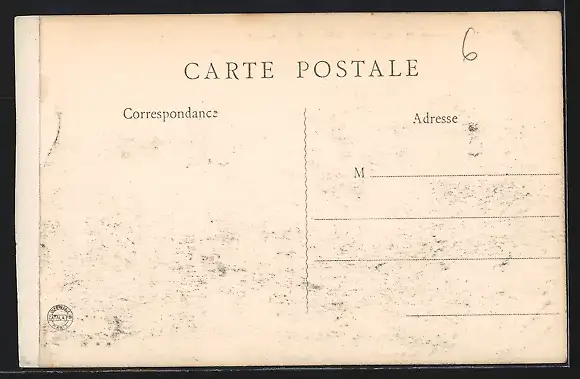 6
CARTE POSTALE
Correspondance
Adresse
M